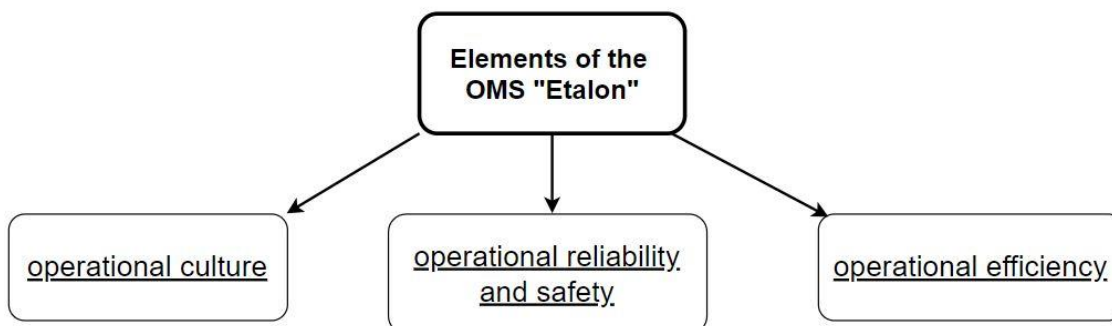 Elements of the
OMS "Etalon"
operational culture
operational reliability
and safety
operational efficiency